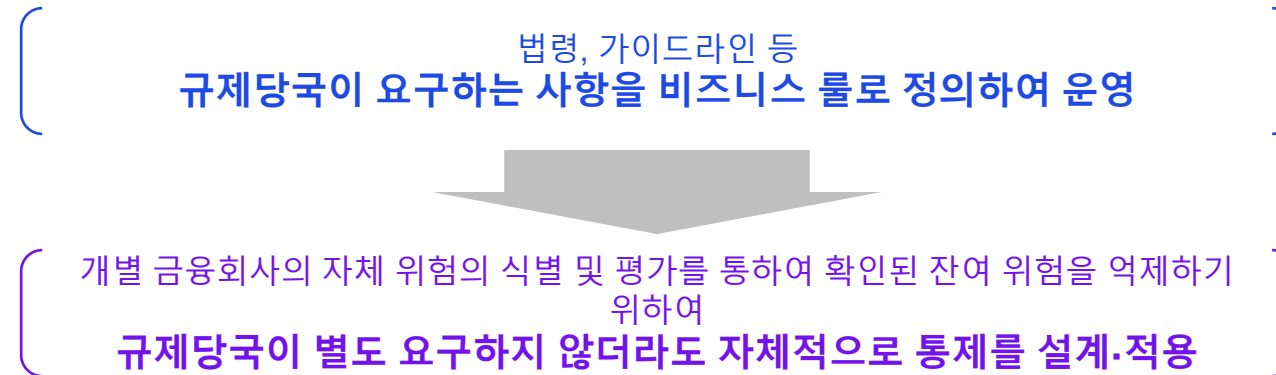 법령, 가이드라인 등
규제당국이 요구하는 사항을 비즈니스 룰로 정의하여 운영
개별 금융회사의 자체 위험의 식별 및 평가를 통하여 확인된 잔여 위험을 억제하기
위하여
규제당국이 별도 요구하지 않더라도 자체적으로 통제를 설계·적용